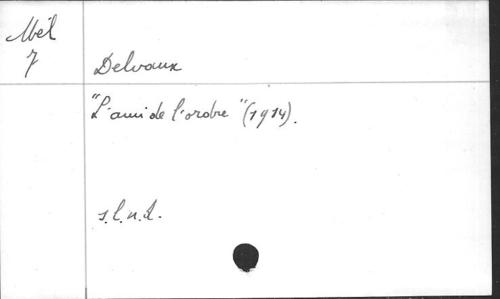 Mél
7
Delvaux
"L'ami de l'ordre" (1914).
s.l.n.d.